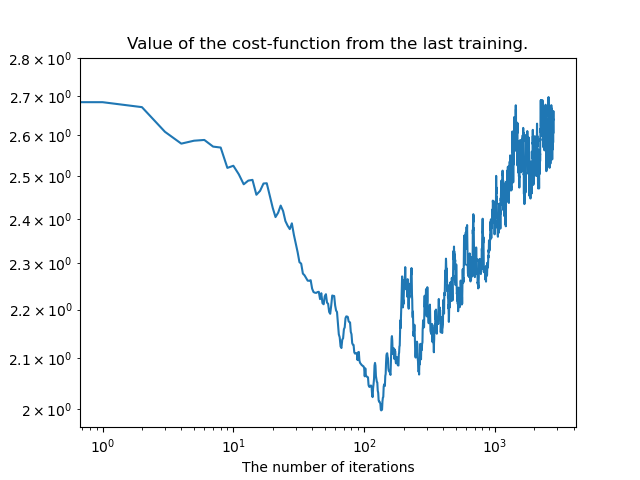 Value of the cost-function from the last training.
2.8 × 10⁰
2.7 × 10⁰
2.6 × 10⁰
2.5 × 10⁰
2.4 × 10⁰
2.3 × 10⁰
2.2 × 10⁰
2.1 × 10⁰
2 × 10⁰
10⁰ 10¹ 10² 10³
The number of iterations